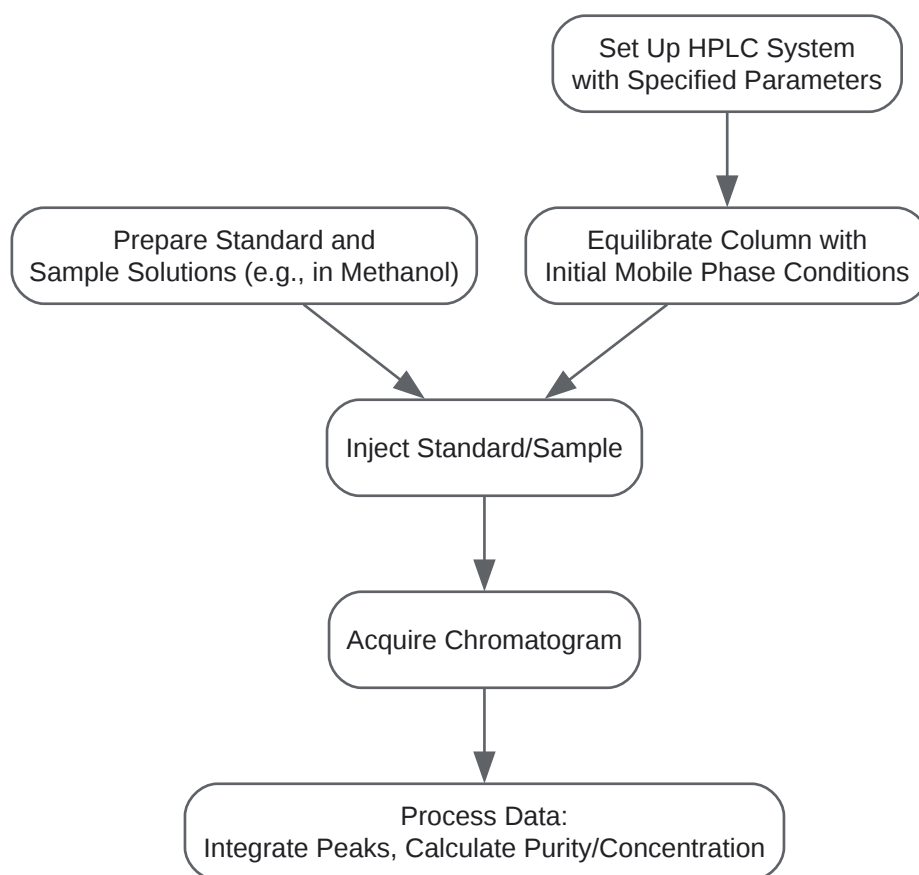 Set Up HPLC System
with Specified Parameters
Prepare Standard and
Sample Solutions (e.g., in Methanol)
Equilibrate Column with
Initial Mobile Phase Conditions
Inject Standard/Sample
Acquire Chromatogram
Process Data:
Integrate Peaks, Calculate Purity/Concentration